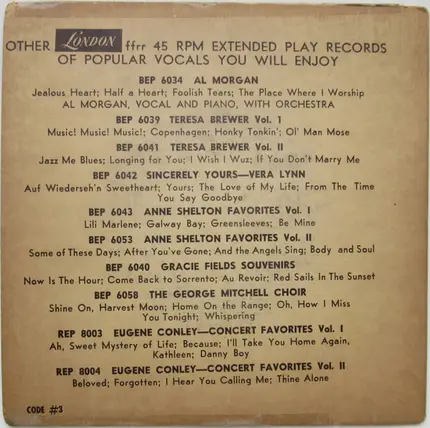 OTHER LONDON ffrr 45 RPM EXTENDED PLAY RECORDS
OF POPULAR VOCALS YOU WILL ENJOY
BEP 6034 AL MORGAN
Jealous Heart; Half a Heart; Foolish Tears; The Place Where I Worship
AL MORGAN, VOCAL AND PIANO, WITH ORCHESTRA
BEP 6039 TERESA BREWER Vol. 1
Music! Music! Music!; Copenhagen; Honky Tonkin'; Ol' Man Mose
BEP 6041 TERESA BREWER Vol. II
Jazz Me Blues; Longing for You; I Wish I Wuz; If You Don't Marry Me
BEP 6042 SINCERELY YOURS—VERA LYNN
Auf Wiederseh'n Sweetheart; Yours; The Love of My Life; From The Time
You Say Goodbye
BEP 6043 ANNE SHELTON FAVORITES Vol. I
Lili Marlene; Galway Bay; Greensleeves; Be Mine
BEP 6053 ANNE SHELTON FAVORITES Vol. II
Some of These Days; After You've Gone; And the Angels Sing; Body and Soul
BEP 6040 GRACIE FIELDS SOUVENIRS
Now Is The Hour; Come Back to Sorrento; Au Revoir; Red Sails In The Sunset
BEP 6058 THE GEORGE MITCHELL CHOIR
Shine On, Harvest Moon; Home On the Range; Oh, How I Miss
You Tonight; Whispering
REP 8003 EUGENE CONLEY—CONCERT FAVORITES Vol. I
Ah, Sweet Mystery of Life; Because; I'll Take You Home Again,
Kathleen; Danny Boy
REP 8004 EUGENE CONLEY—CONCERT FAVORITES Vol. II
Beloved; Forgotten; I Hear You Calling Me; Thine Alone
CODE #3